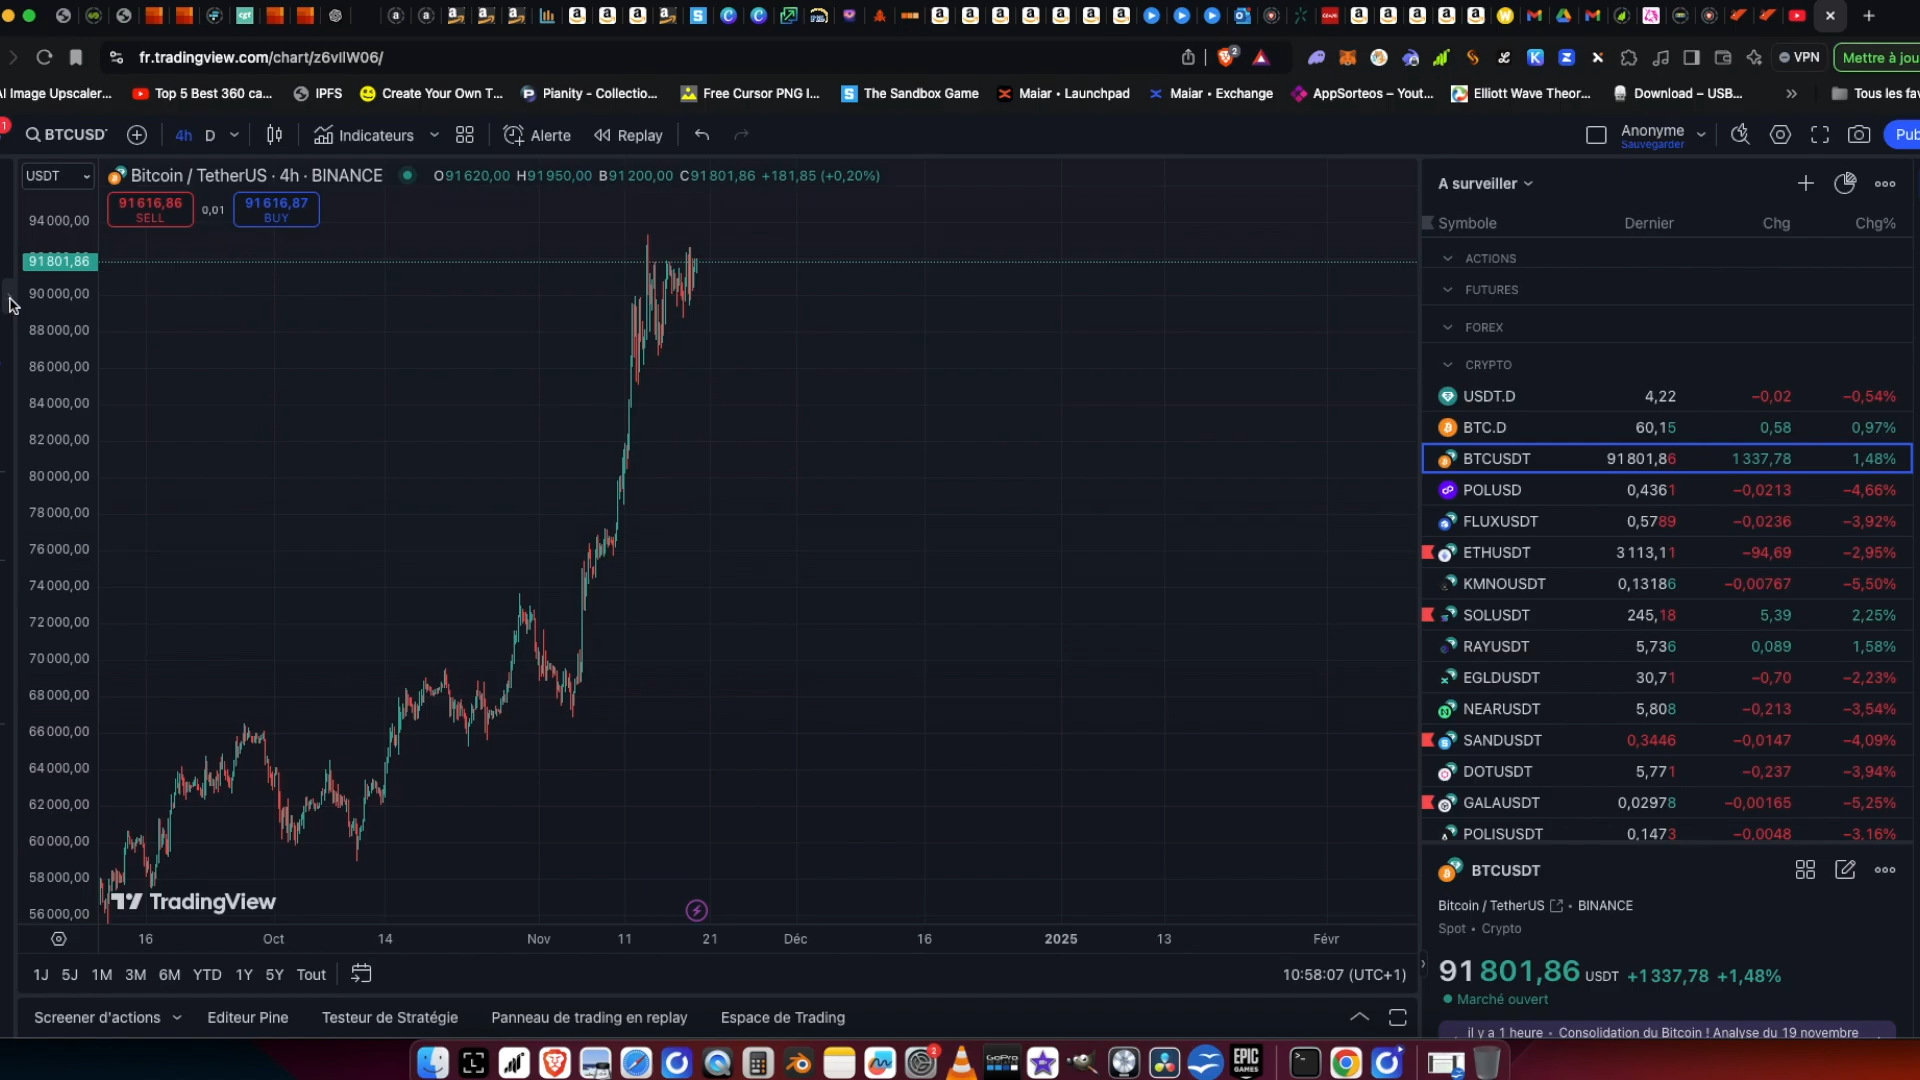 fr.tradingview.com/chart/z6vIlW06/
2
VPN
Mettre à jou
AI Image Upscaler...
Top 5 Best 360 ca...
IPFS
Create Your Own T...
Pianity - Collectio...
Free Cursor PNG I...
The Sandbox Game
Maiar • Launchpad
Maiar • Exchange
AppSorteos - Yout...
Elliott Wave Theor...
Download – USB...
Tous les fav
1
BTCUSDT
4h
D
Indicateurs
Alerte
Replay
Anonyme
Sauvegarder
Pub
USDT
Bitcoin / TetherUS · 4h · BINANCE
O91 620,00 H91 950,00 B91 200,00 C91 801,86 +181,85 (+0,20%)
91 616,86
SELL
0,01
91 616,87
BUY
94 000,00
91 801,86
90 000,00
88 000,00
86 000,00
84 000,00
82 000,00
80 000,00
78 000,00
76 000,00
74 000,00
72 000,00
70 000,00
68 000,00
66 000,00
64 000,00
62 000,00
60 000,00
58 000,00
56 000,00
TradingView
16
Oct
14
Nov
11
21
Déc
16
2025
13
Févr
1J
5J
1M
3M
6M
YTD
1Y
5Y
Tout
10:58:07 (UTC+1)
Screener d'actions
Editeur Pine
Testeur de Stratégie
Panneau de trading en replay
Espace de Trading
A surveiller
Symbole Dernier Chg Chg%
ACTIONS
FUTURES
FOREX
CRYPTO
USDT.D 4,22 −0,02 −0,54%
BTC.D 60,15 0,58 0,97%
BTCUSDT 91 801,86 1 337,78 1,48%
POLUSD 0,4361 −0,0213 −4,66%
FLUXUSDT 0,5789 −0,0236 −3,92%
ETHUSDT 3 113,11 −94,69 −2,95%
KMNOUSDT 0,13186 −0,00767 −5,50%
SOLUSDT 245,18 5,39 2,25%
RAYUSDT 5,736 0,089 1,58%
EGLDUSDT 30,71 −0,70 −2,23%
NEARUSDT 5,808 −0,213 −3,54%
SANDUSDT 0,3446 −0,0147 −4,09%
DOTUSDT 5,771 −0,237 −3,94%
GALAUSDT 0,02978 −0,00165 −5,25%
POLISUSDT 0,1473 −0,0048 −3,16%
BTCUSDT
Bitcoin / TetherUS • BINANCE
Spot • Crypto
91 801,86 USDT +1 337,78 +1,48%
Marché ouvert
il y a 1 heure • Consolidation du Bitcoin ! Analyse du 19 novembre
2
GoPro
EPIC
GAMES